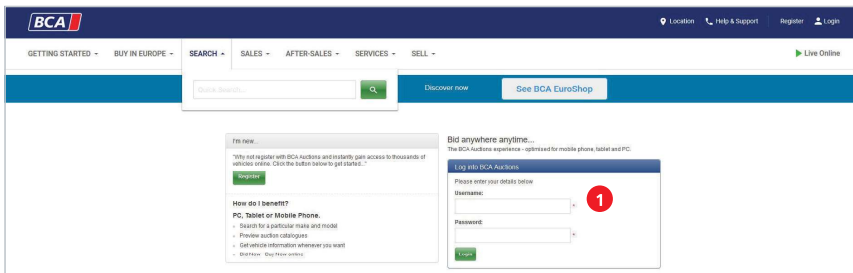 BCA
Location Help & Support Register Login
GETTING STARTED BUY IN EUROPE SEARCH SALES AFTER-SALES SERVICES SELL Live Online
Quick Search...
Discover now See BCA EuroShop
I'm new...
"Why not register with BCA Auctions and instantly gain access to thousands of
vehicles online. Click the button below to get started..."
Register
How do I benefit?
PC, Tablet or Mobile Phone.
Search for a particular make and model
Preview auction catalogues
Get vehicle information whenever you want
Bid Now Buy Now online
Bid anywhere anytime...
The BCA Auctions experience - optimised for mobile phone, tablet and PC.
Log into BCA Auctions
Please enter your details below
Username:
*
1
Password:
*
Login